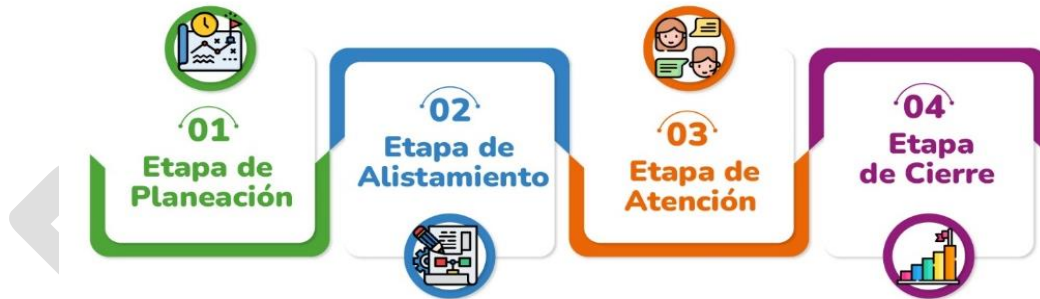 01
Etapa de
Planeación
02
Etapa de
Alistamiento
03
Etapa de
Atención
04
Etapa
de Cierre